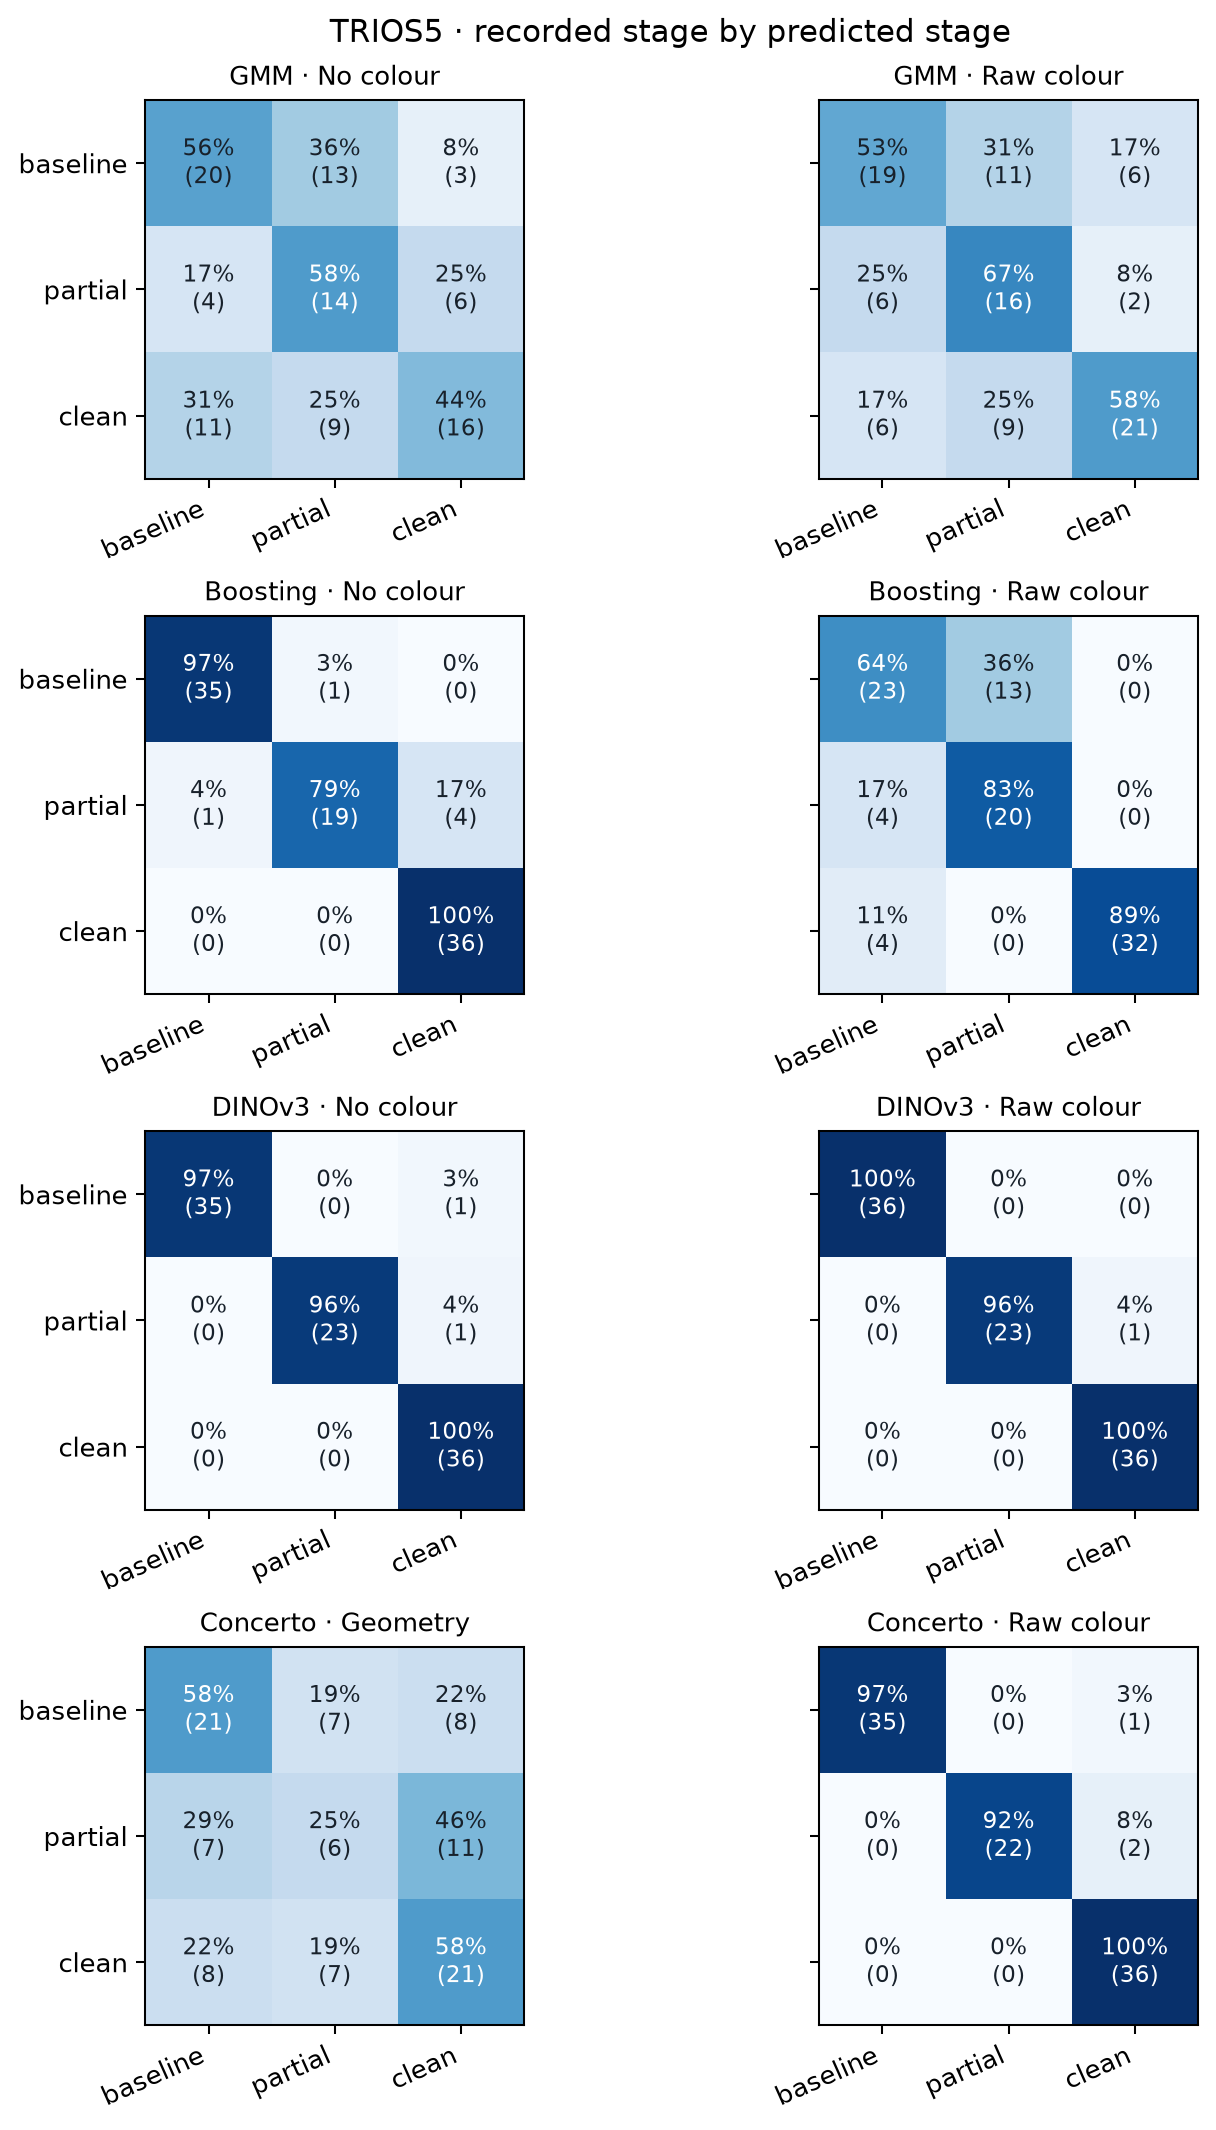 TRIOS5 · recorded stage by predicted stage
GMM · No colour
baseline
56% 36% 8%
(20) (13) (3)
partial
17% 58% 25%
(4) (14) (6)
clean
31% 25% 44%
(11) (9) (16)
baseline partial clean
GMM · Raw colour
53% 31% 17%
(19) (11) (6)
25% 67% 8%
(6) (16) (2)
17% 25% 58%
(6) (9) (21)
baseline partial clean
Boosting · No colour
baseline
97% 3% 0%
(35) (1) (0)
partial
4% 79% 17%
(1) (19) (4)
clean
0% 0% 100%
(0) (0) (36)
baseline partial clean
Boosting · Raw colour
64% 36% 0%
(23) (13) (0)
17% 83% 0%
(4) (20) (0)
11% 0% 89%
(4) (0) (32)
baseline partial clean
DINOv3 · No colour
baseline
97% 0% 3%
(35) (0) (1)
partial
0% 96% 4%
(0) (23) (1)
clean
0% 0% 100%
(0) (0) (36)
baseline partial clean
DINOv3 · Raw colour
100% 0% 0%
(36) (0) (0)
0% 96% 4%
(0) (23) (1)
0% 0% 100%
(0) (0) (36)
baseline partial clean
Concerto · Geometry
baseline
58% 19% 22%
(21) (7) (8)
partial
29% 25% 46%
(7) (6) (11)
clean
22% 19% 58%
(8) (7) (21)
baseline partial clean
Concerto · Raw colour
97% 0% 3%
(35) (0) (1)
0% 92% 8%
(0) (22) (2)
0% 0% 100%
(0) (0) (36)
baseline partial clean